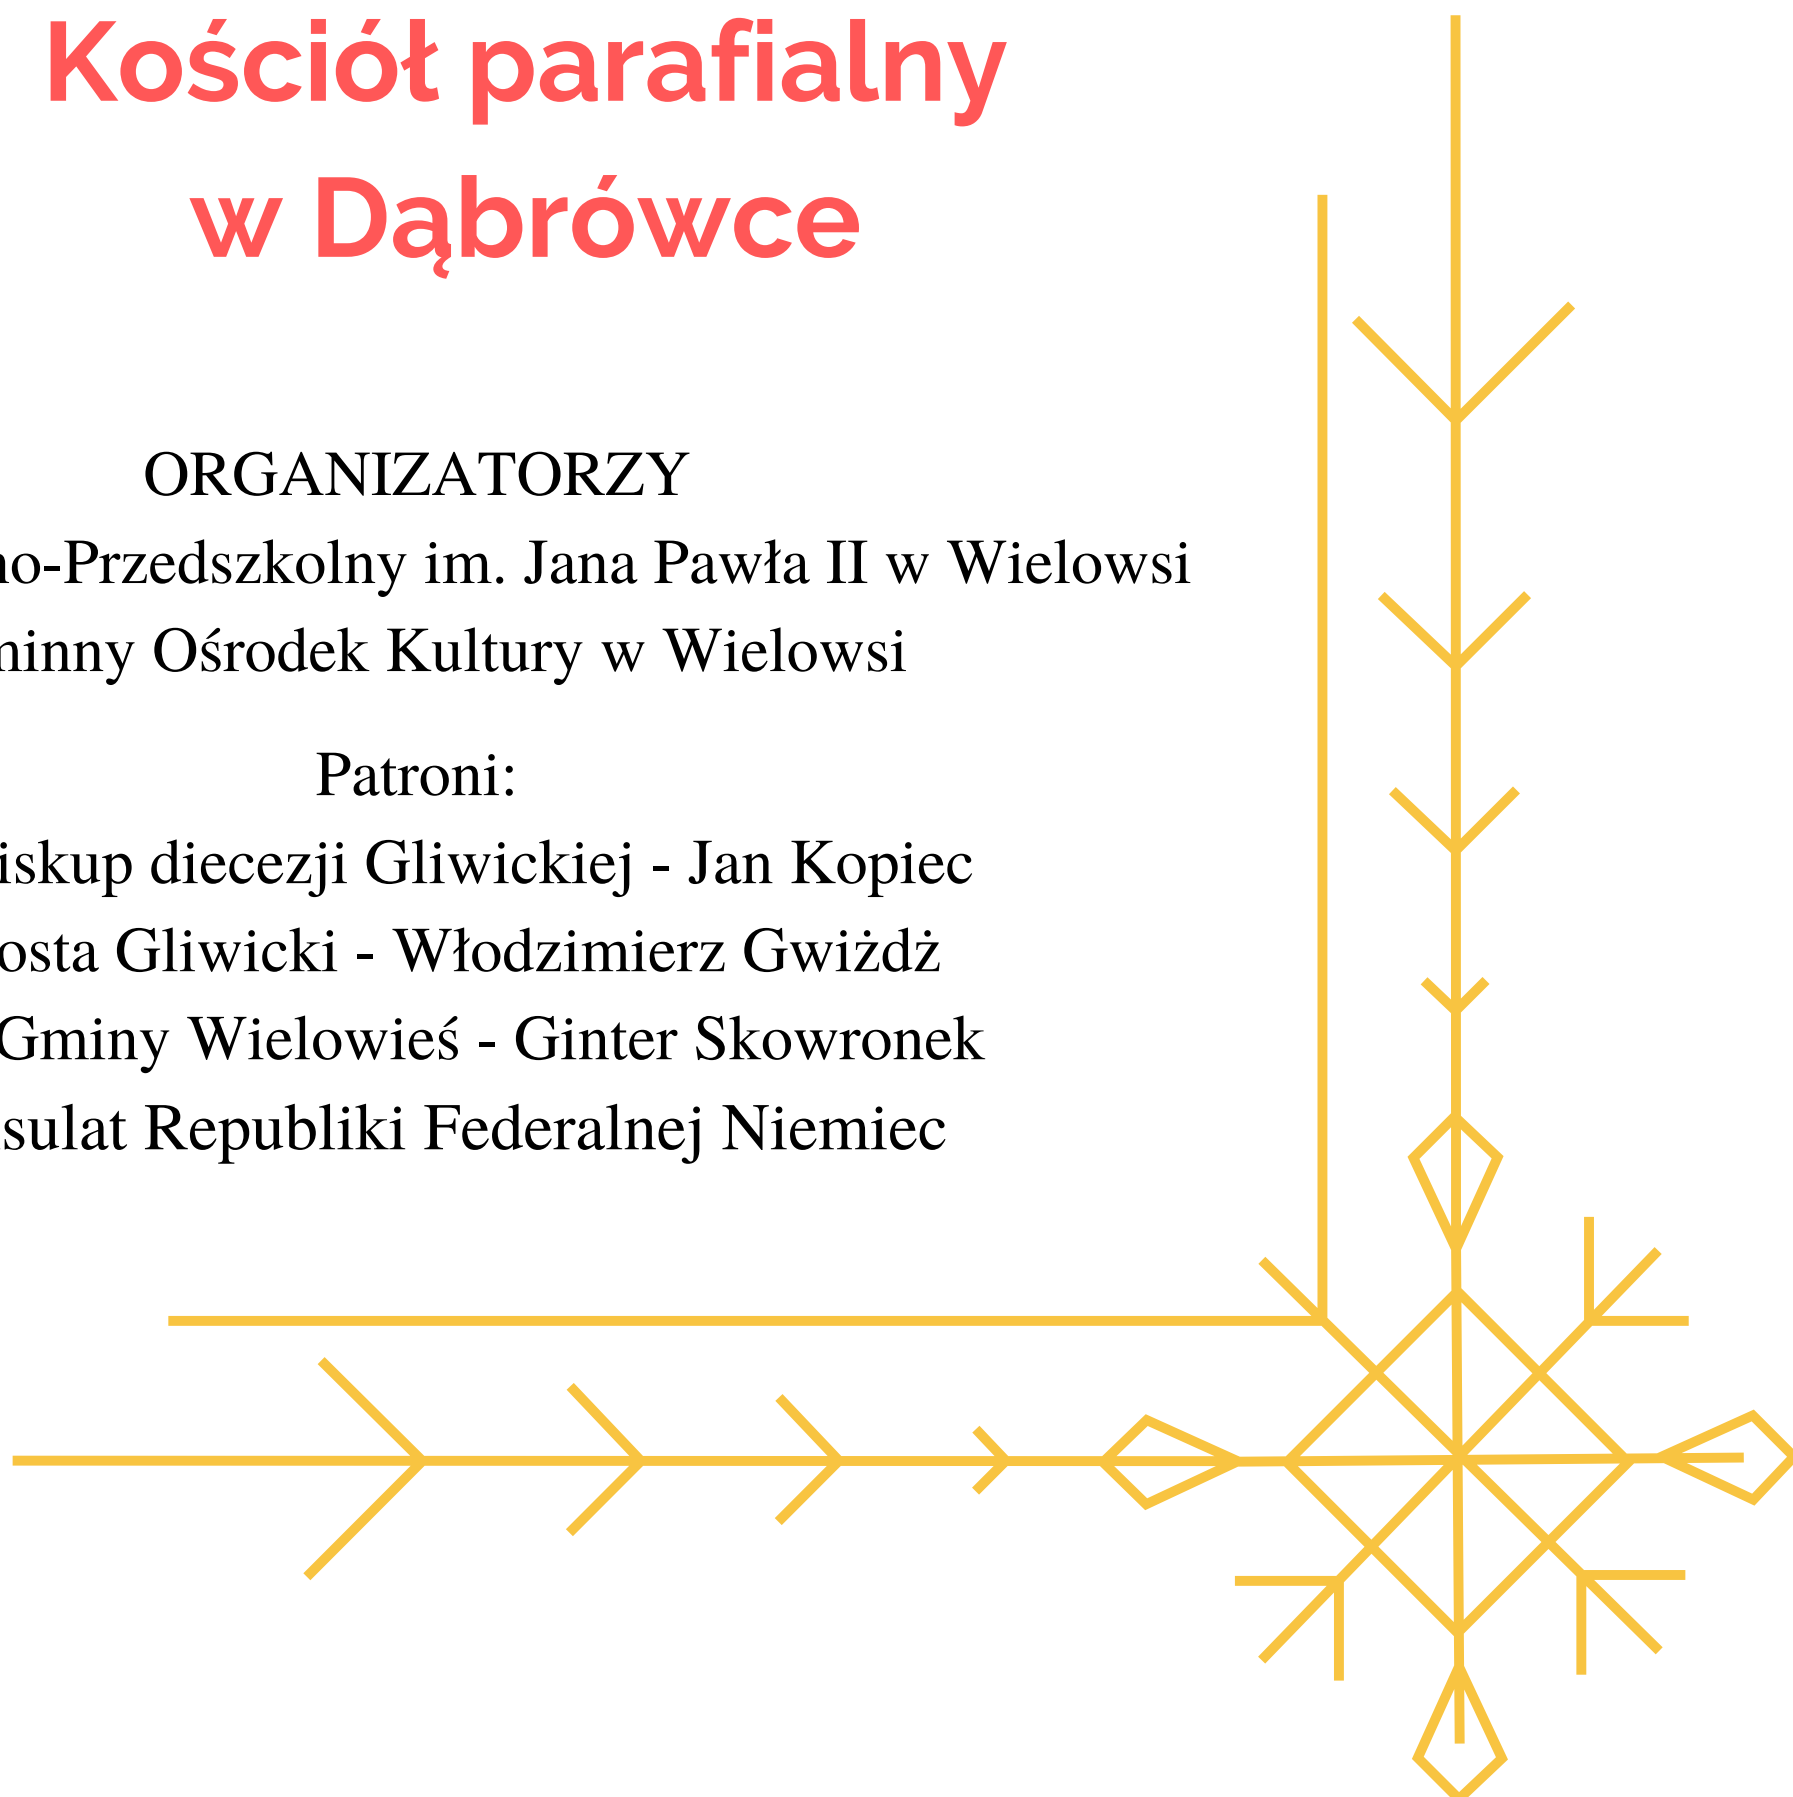 Kościół parafialny
w Dąbrówce
ORGANIZATORZY
no-Przedszkolny im. Jana Pawła II w Wielowsi
minny Ośrodek Kultury w Wielowsi
Patroni:
iskup diecezji Gliwickiej - Jan Kopiec
osta Gliwicki - Włodzimierz Gwiżdż
Gminy Wielowieś - Ginter Skowronek
sulat Republiki Federalnej Niemiec